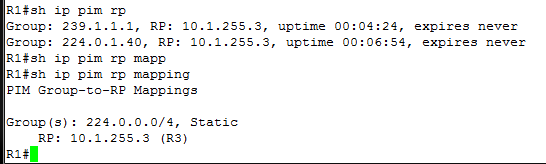 R1#sh ip pim rp
Group: 239.1.1.1, RP: 10.1.255.3, uptime 00:04:24, expires never
Group: 224.0.1.40, RP: 10.1.255.3, uptime 00:06:54, expires never
R1#sh ip pim rp mapp
R1#sh ip pim rp mapping
PIM Group-to-RP Mappings
Group(s): 224.0.0.0/4, Static
RP: 10.1.255.3 (R3)
R1#